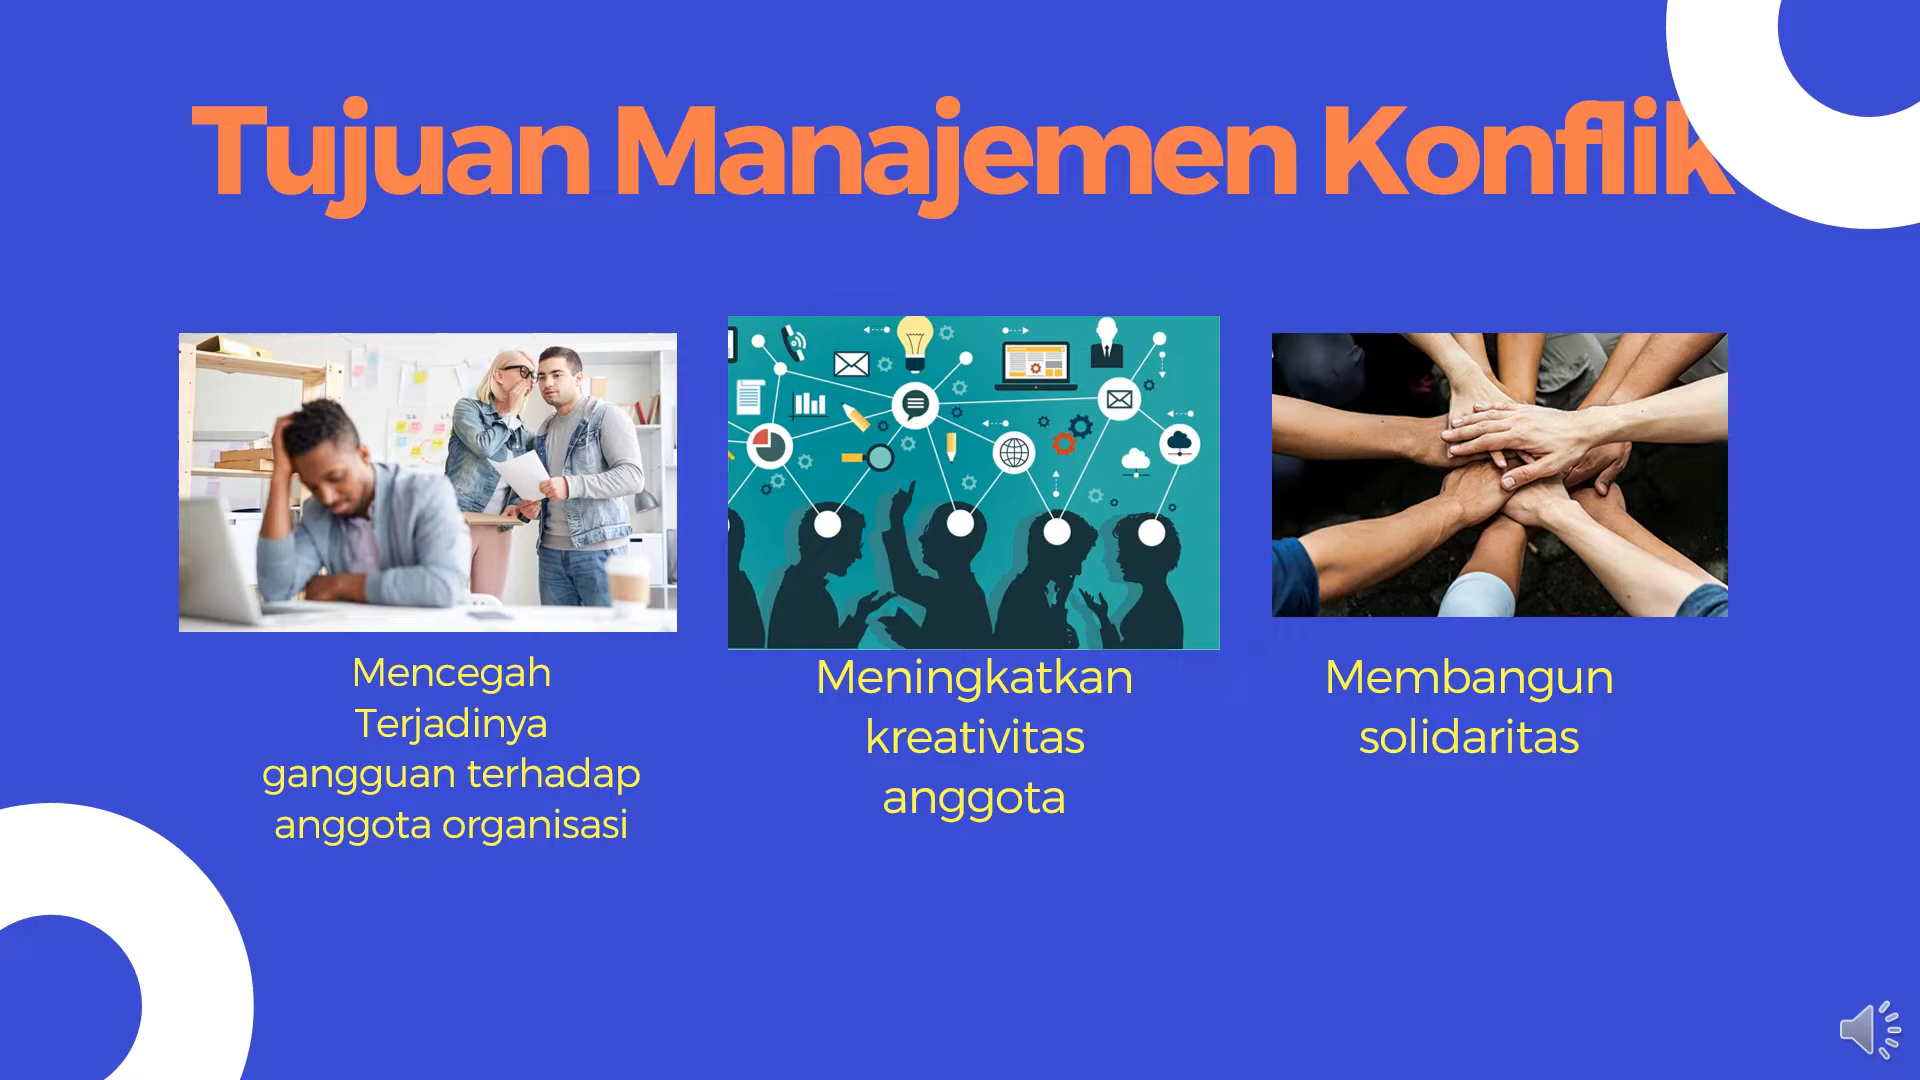 Tujuan Manajemen Konflik
Mencegah
Terjadinya
gangguan terhadap
anggota organisasi
Meningkatkan
kreativitas
anggota
Membangun
solidaritas